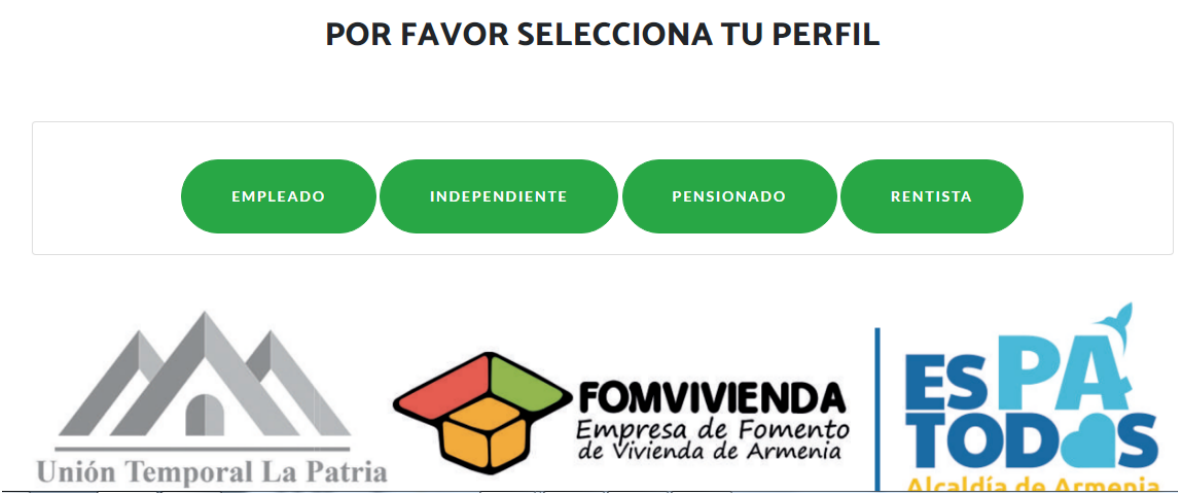 POR FAVOR SELECCIONA TU PERFIL
EMPLEADO INDEPENDIENTE PENSIONADO RENTISTA
Unión Temporal La Patria
FOMVIVIENDA
Empresa de Fomento
de Vivienda de Armenia
ES PA
TODOS
Alcaldía de Armenia